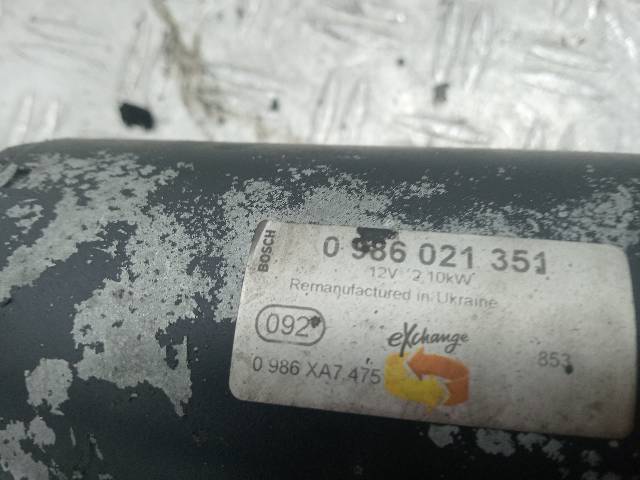 BOSCH
0 986 021 351
12V 2,10kW
Remanufactured in Ukraine
092
eXchange
853
0 986 XA7 475